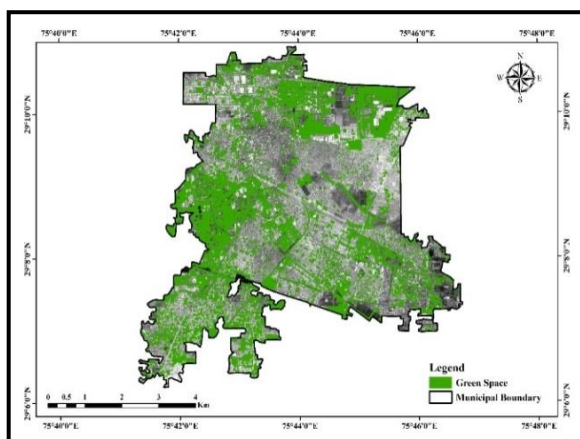 75°40'0"E 75°42'0"E 75°44'0"E 75°46'0"E 75°48'0"E
N
W E
S
29°10'0"N 29°10'0"N
29°8'0"N 29°8'0"N
Legend
Green Space
Municipal Boundary
0 0.5 1 2 3 4
Km
29°6'0"N 29°6'0"N
75°40'0"E 75°42'0"E 75°44'0"E 75°46'0"E 75°48'0"E